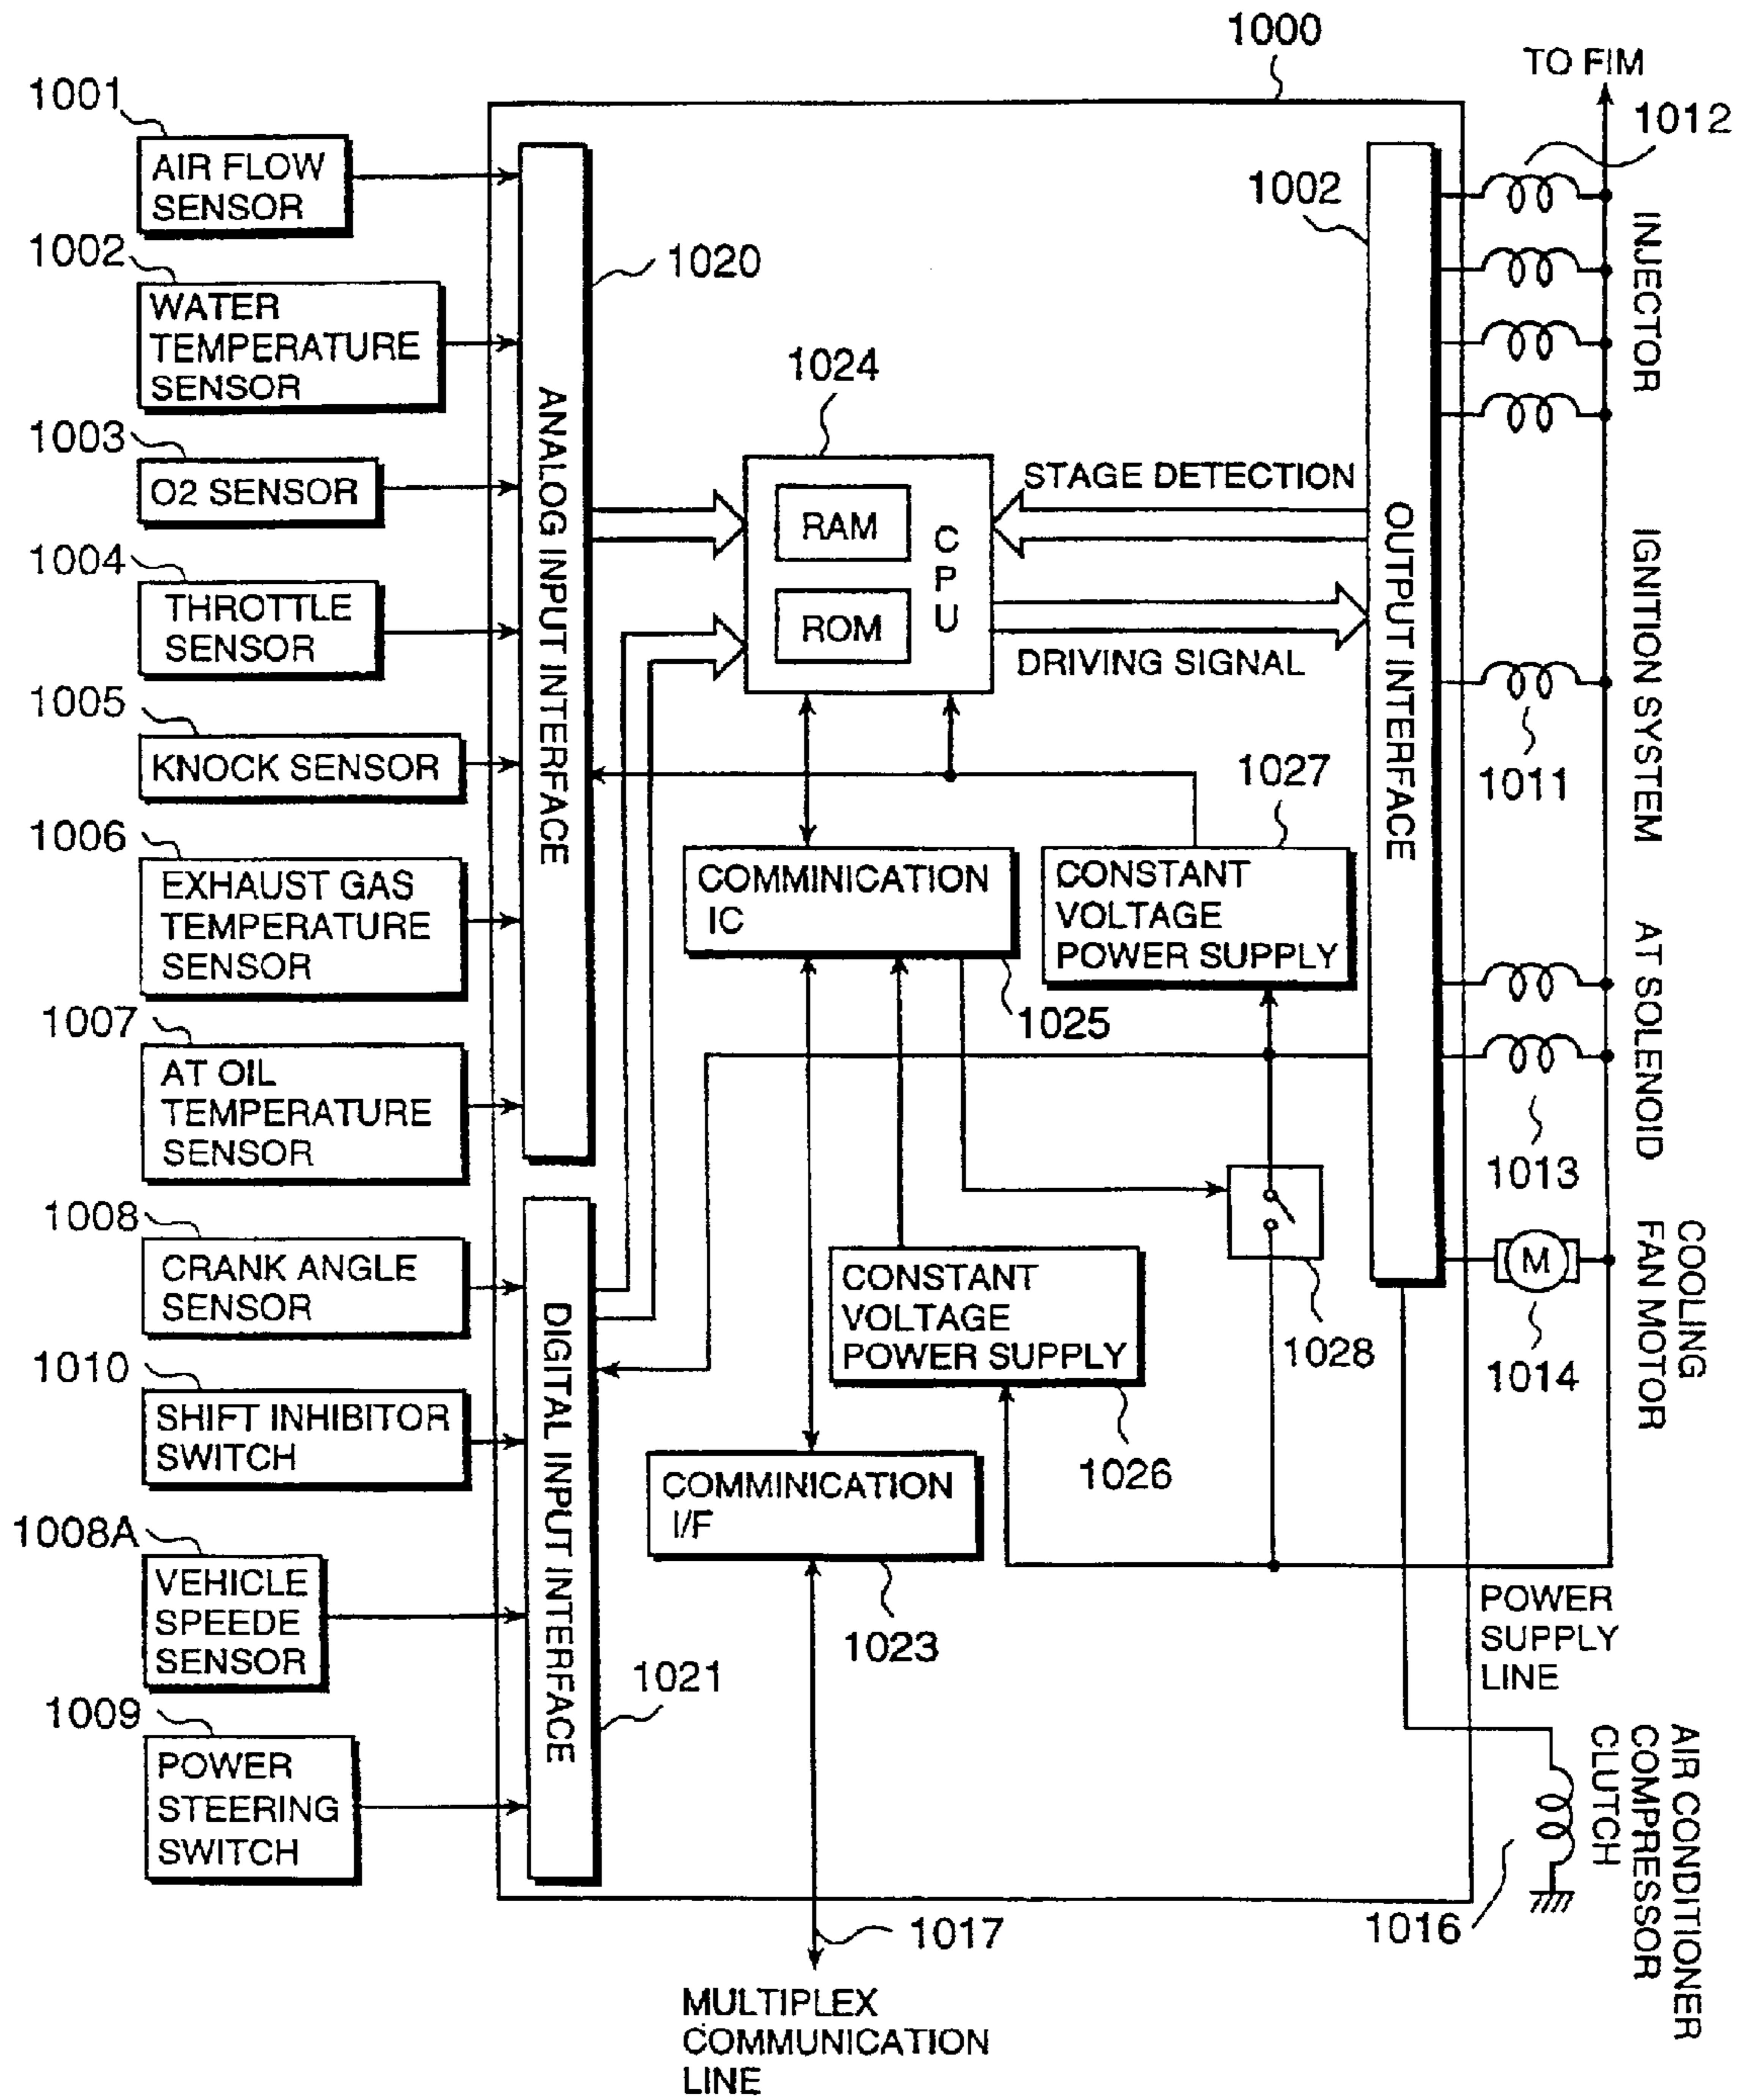 1000
TO FIM
1001
AIR FLOW
SENSOR
1012
1002
WATER
TEMPERATURE
SENSOR
1020
1002
INJECTOR
1003
O2 SENSOR
1024
RAM
ROM
CPU
STAGE DETECTION
DRIVING SIGNAL
1004
THROTTLE
SENSOR
ANALOG INPUT INTERFACE
OUTPUT INTERFACE
IGNITION SYSTEM
1011
1005
KNOCK SENSOR
1027
1006
EXHAUST GAS
TEMPERATURE
SENSOR
COMMINICATION
IC
1025
CONSTANT
VOLTAGE
POWER SUPPLY
AT SOLENOID
1013
1007
AT OIL
TEMPERATURE
SENSOR
1008
CRANK ANGLE
SENSOR
CONSTANT
VOLTAGE
POWER SUPPLY
1026
1028
COOLING
FAN MOTOR
M
1014
1010
SHIFT INHIBITOR
SWITCH
DIGITAL INPUT INTERFACE
COMMINICATION
I/F
1023
1008A
VEHICLE
SPEEDE
SENSOR
1021
POWER
SUPPLY
LINE
1009
POWER
STEERING
SWITCH
AIR CONDITIONER
COMPRESSOR
CLUTCH
1016
1017
MULTIPLEX
COMMUNICATION
LINE